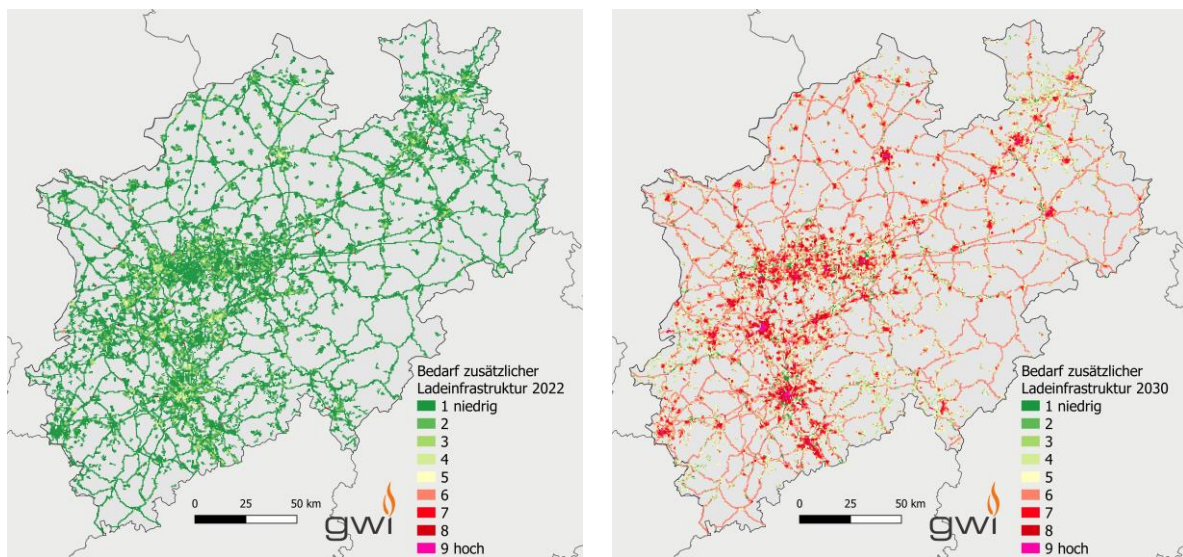 Bedarf zusätzlicher
Ladeinfrastruktur 2022
1 niedrig
2
3
4
5
6
7
8
9 hoch
0 25 50 km
gwi
Bedarf zusätzlicher
Ladeinfrastruktur 2030
1 niedrig
2
3
4
5
6
7
8
9 hoch
0 25 50 km
gwi